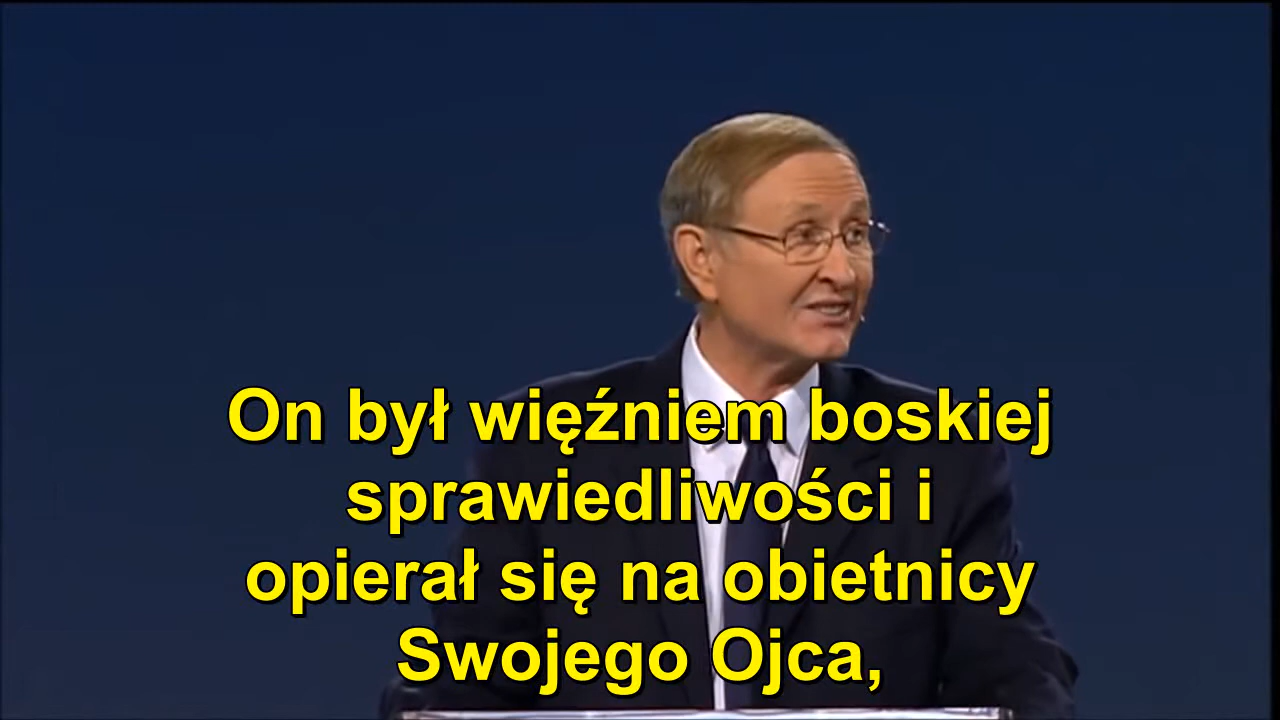 On był więźniem boskiej
sprawiedliwości i
opierał się na obietnicy
Swojego Ojca,